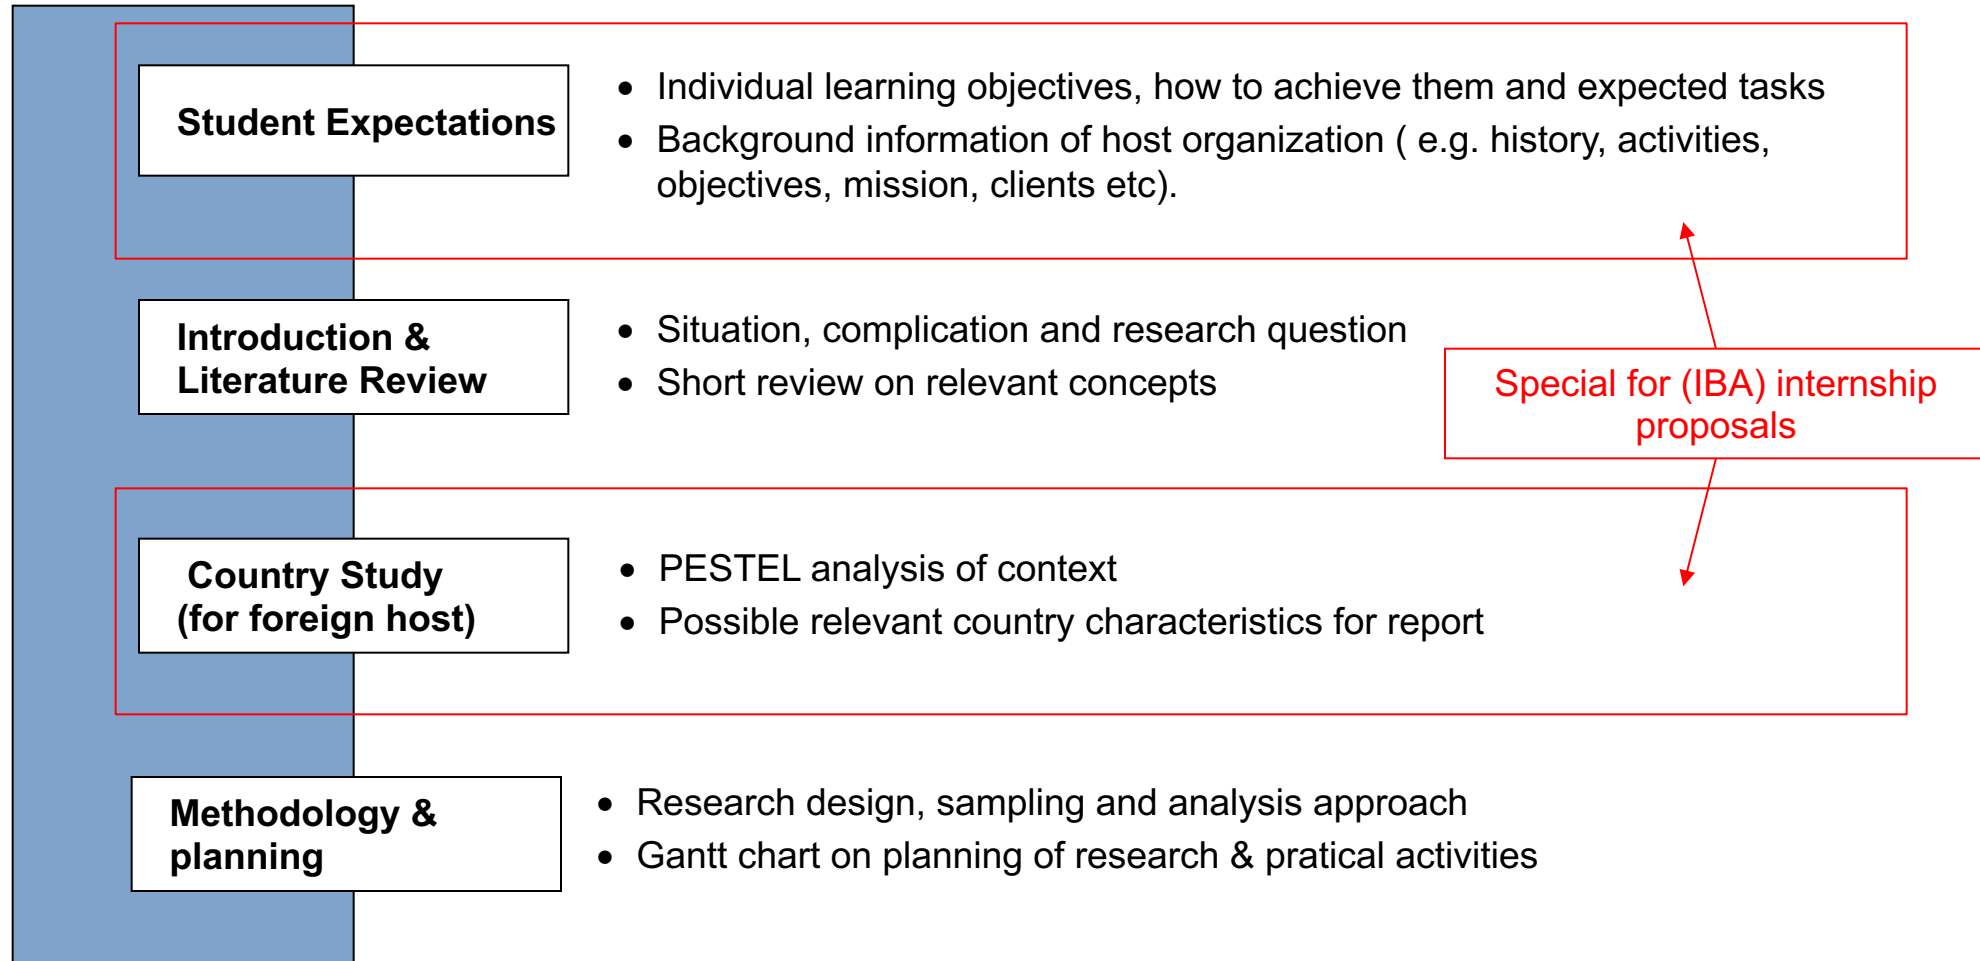 Student Expectations
• Individual learning objectives, how to achieve them and expected tasks
• Background information of host organization ( e.g. history, activities,
objectives, mission, clients etc).
Introduction &
Literature Review
• Situation, complication and research question
• Short review on relevant concepts
Special for (IBA) internship
proposals
Country Study
(for foreign host)
• PESTEL analysis of context
• Possible relevant country characteristics for report
Methodology &
planning
• Research design, sampling and analysis approach
• Gantt chart on planning of research & pratical activities